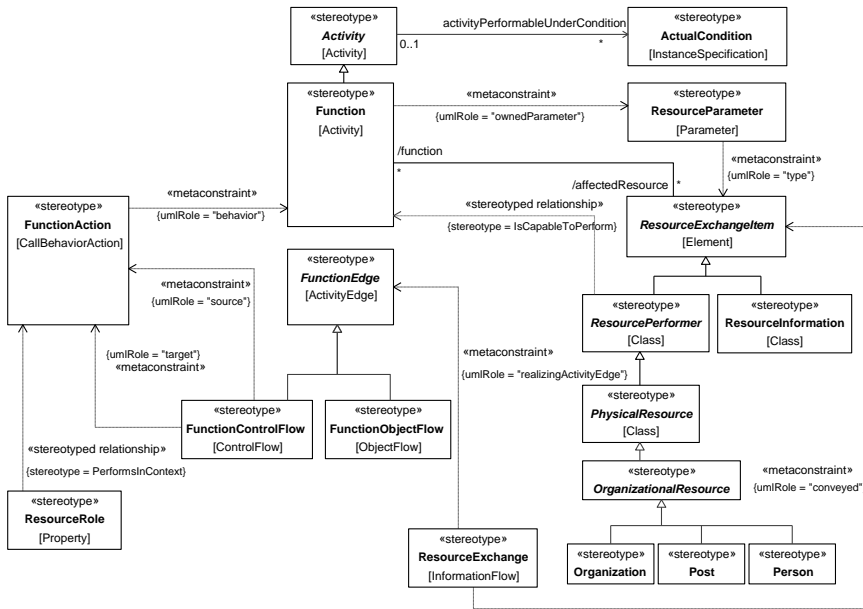 «stereotype»
Activity
[Activity]
activityPerformableUnderCondition
0..1
*
«stereotype»
ActualCondition
[InstanceSpecification]
«stereotype»
Function
[Activity]
«metaconstraint»
{umlRole = "ownedParameter"}
«stereotype»
ResourceParameter
[Parameter]
/function
*
/affectedResource
*
«metaconstraint»
{umlRole = "type"}
«stereotype»
FunctionAction
[CallBehaviorAction]
«metaconstraint»
{umlRole = "behavior"}
«stereotyped relationship»
{stereotype = IsCapableToPerform}
«stereotype»
ResourceExchangeItem
[Element]
«metaconstraint»
{umlRole = "source"}
«stereotype»
FunctionEdge
[ActivityEdge]
«stereotype»
ResourcePerformer
[Class]
«stereotype»
ResourceInformation
[Class]
{umlRole = "target"}
«metaconstraint»
«metaconstraint»
{umlRole = "realizingActivityEdge"}
«stereotype»
PhysicalResource
[Class]
«stereotype»
FunctionControlFlow
[ControlFlow]
«stereotype»
FunctionObjectFlow
[ObjectFlow]
«stereotyped relationship»
{stereotype = PerformsInContext}
«stereotype»
OrganizationalResource
«metaconstraint»
{umlRole = "conveyed"
«stereotype»
ResourceRole
[Property]
«stereotype»
ResourceExchange
[InformationFlow]
«stereotype»
Organization
«stereotype»
Post
«stereotype»
Person